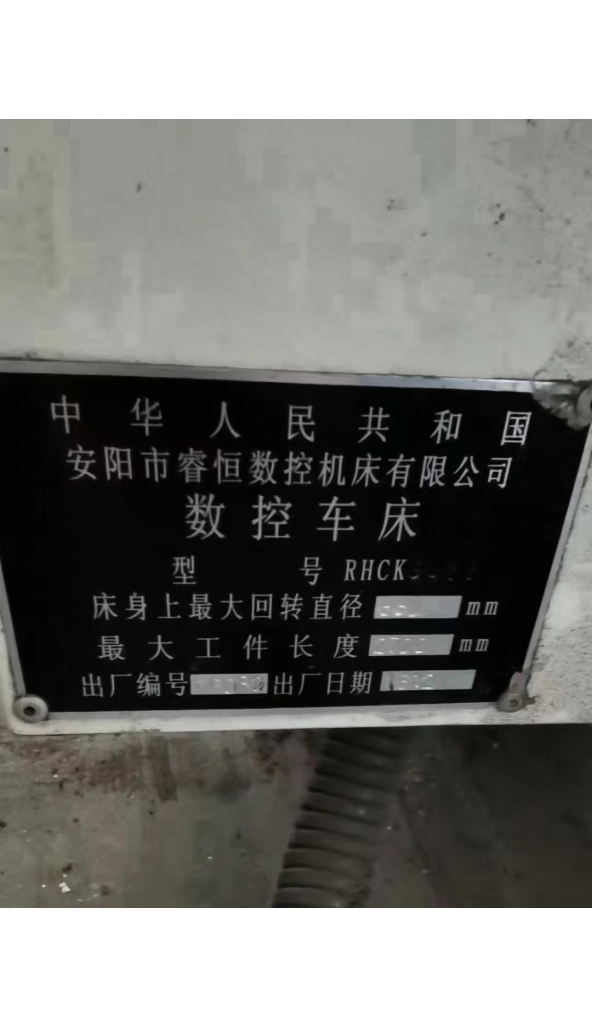 中华人民共和国
安阳市睿恒数控机床有限公司
数控车床
型号 RHCK
床身上最大回转直径 mm
最大工件长度 mm
出厂编号 出厂日期